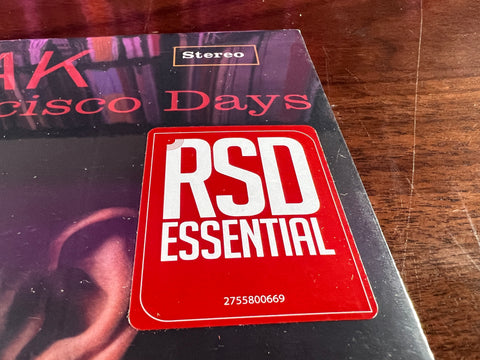 AK
Stereo
cisco Days
RSD
ESSENTIAL
2755800669